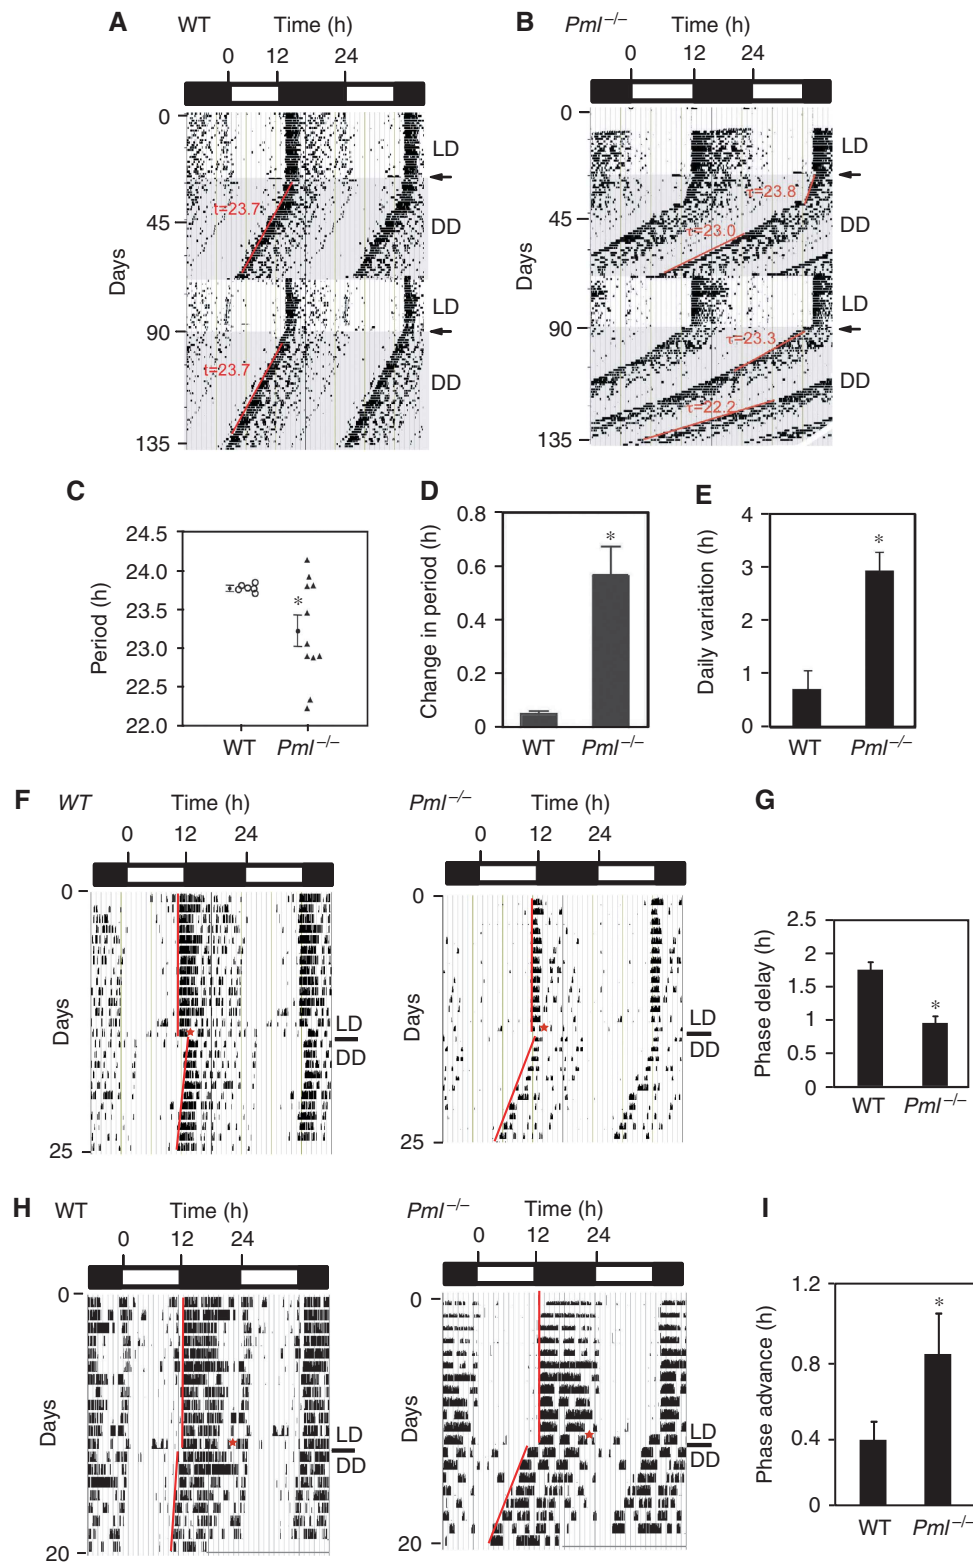 A WT Time (h)
0 12 24
0
45
90
135
Days
t=23.7
t=23.7
LD
DD
LD
DD
B Pml−/− Time (h)
0 12 24
0
45
90
135
Days
τ=23.8
τ=23.0
τ=23.3
τ=22.2
LD
DD
LD
DD
C
Period (h)
24.5
24.0
23.5
23.0
22.5
22.0
*
WT Pml−/−
D
Change in period (h)
0.8
0.6
0.4
0.2
0
*
WT Pml−/−
E
Daily variation (h)
4
3
2
1
0
*
WT Pml−/−
F WT Time (h)
0 12 24
0
25
Days
LD
DD
Pml−/− Time (h)
0 12 24
0
25
Days
LD
DD
G
Phase delay (h)
2.5
2
1.5
1
0.5
0
*
WT Pml−/−
H WT Time (h)
0 12 24
0
20
Days
LD
DD
Pml−/− Time (h)
0 12 24
0
20
Days
LD
DD
I
Phase advance (h)
1.2
0.8
0.4
0
*
WT Pml−/−